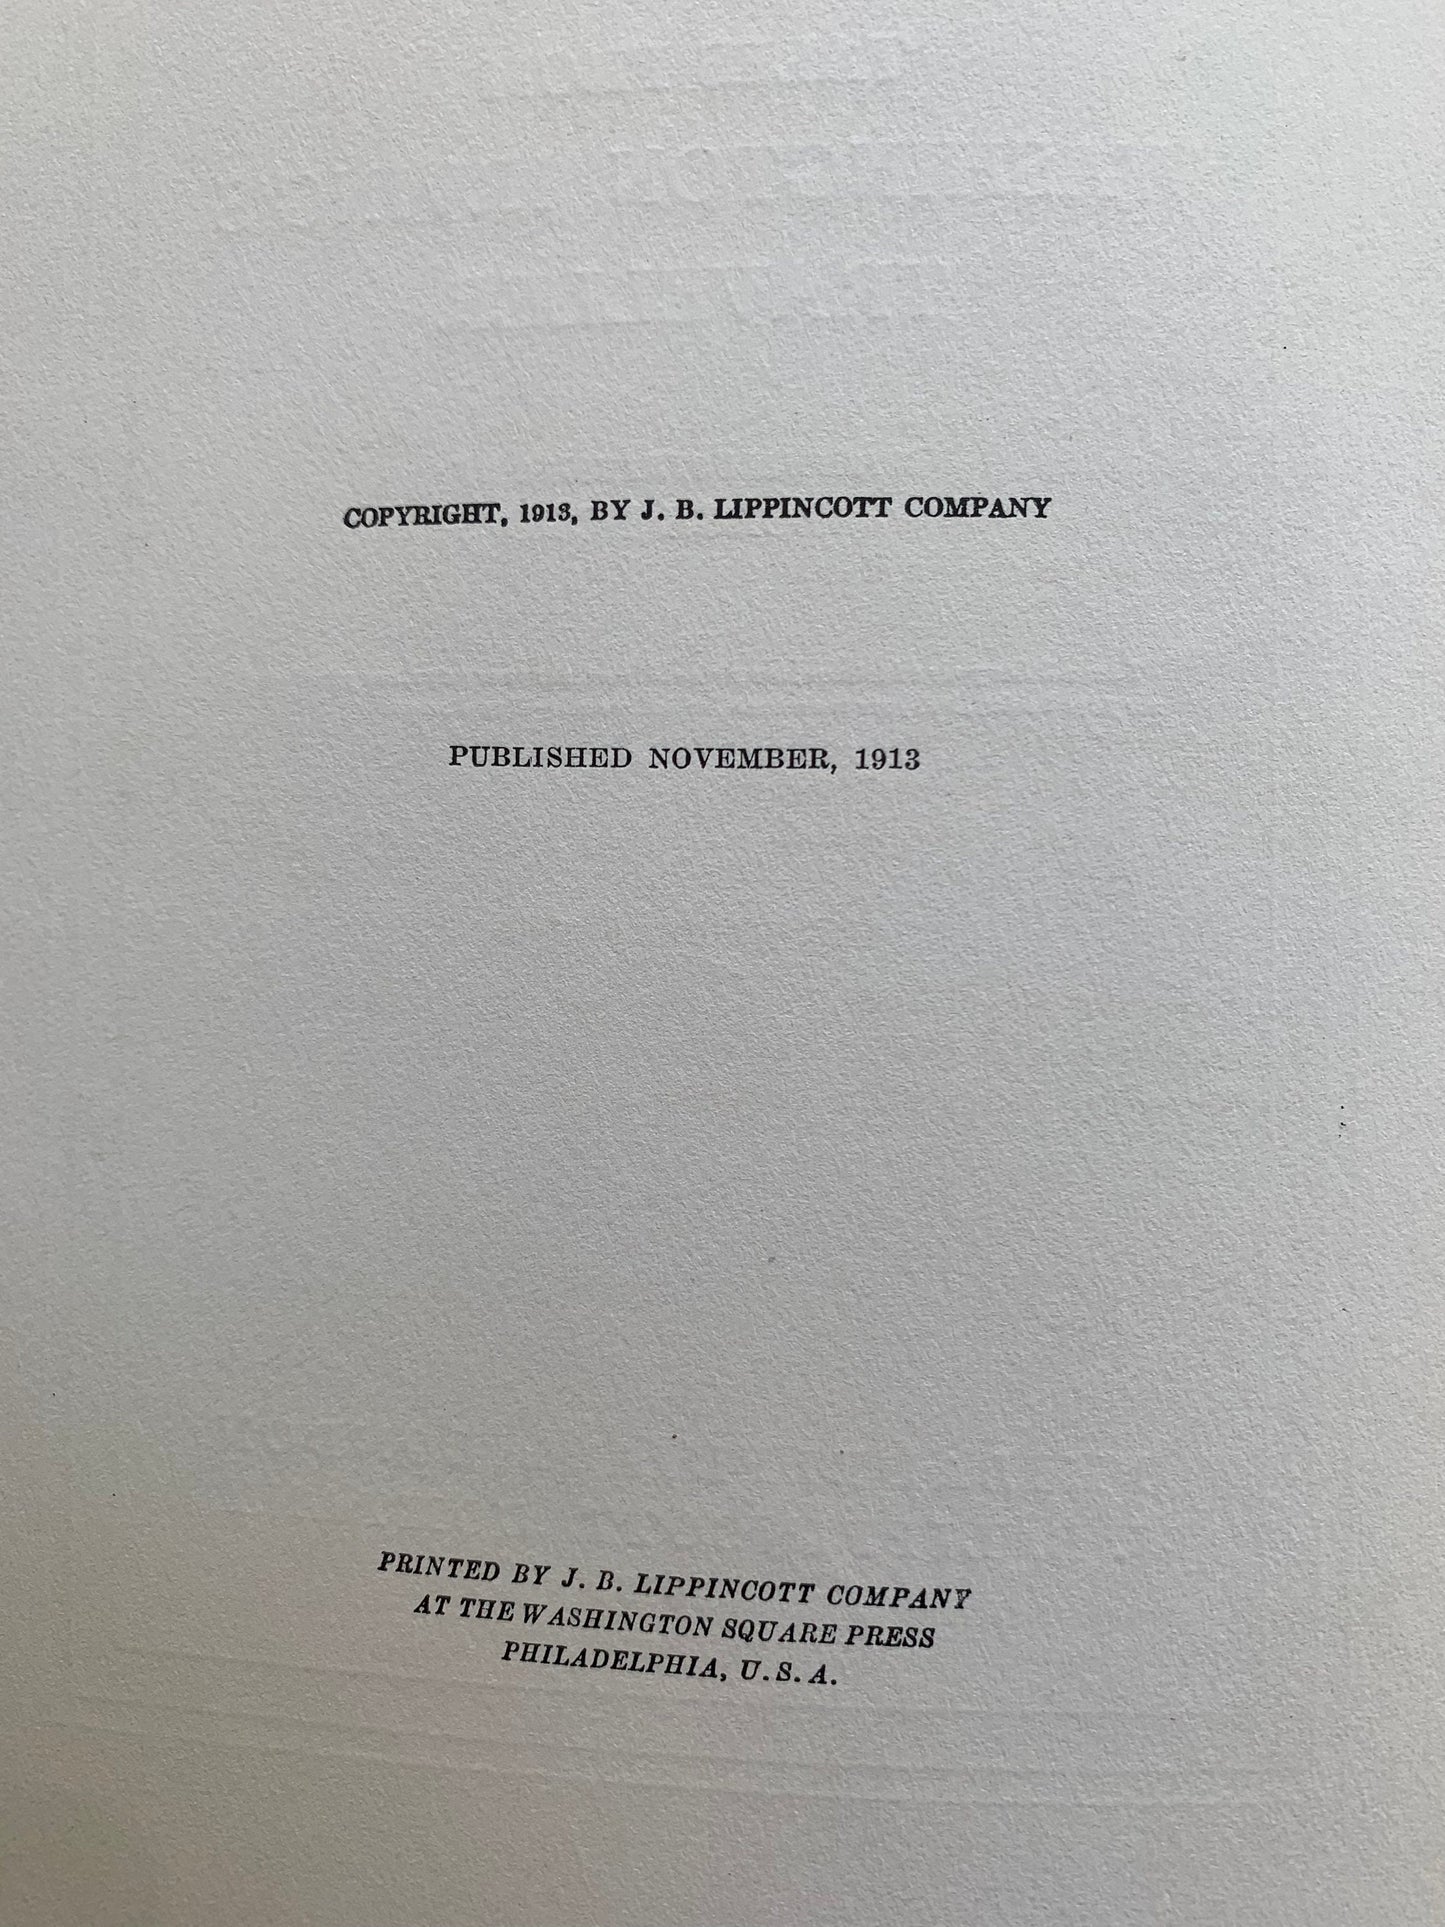 COPYRIGHT, 1913, BY J. B. LIPPINCOTT COMPANY
PUBLISHED NOVEMBER, 1913
PRINTED BY J. B. LIPPINCOTT COMPANY
AT THE WASHINGTON SQUARE PRESS
PHILADELPHIA, U. S. A.